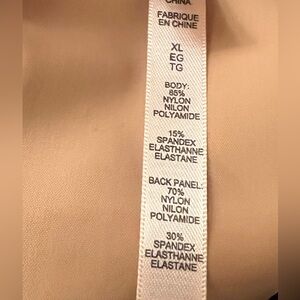 CHINA
FABRIQUE
EN CHINE
XL
EG
TG
BODY:
85%
NYLON
NILON
POLYAMIDE
15%
SPANDEX
ELASTHANNE
ELASTANE
BACK PANEL:
70%
NYLON
NILON
POLYAMIDE
30%
SPANDEX
ELASTHANNE
ELASTANE